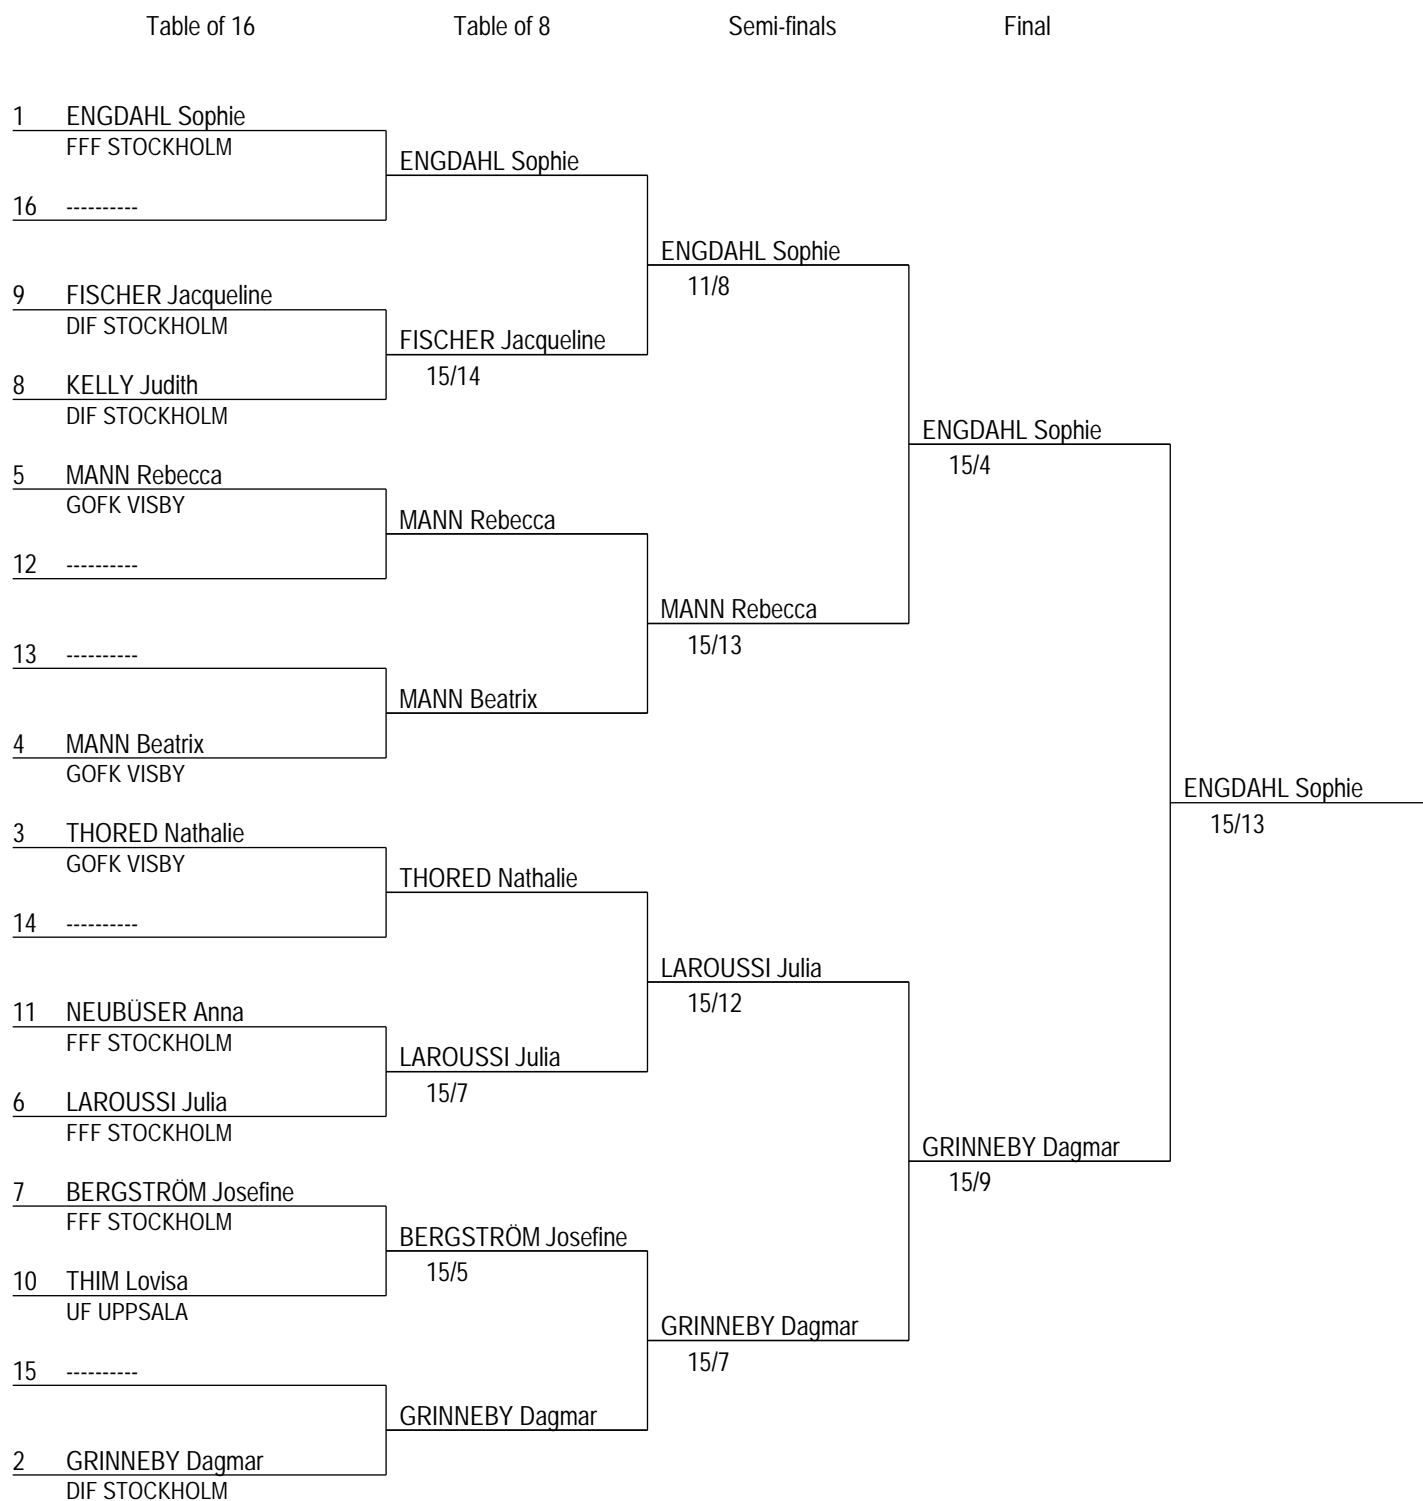 Table of 16 Table of 8 Semi-finals Final
1 ENGDAHL Sophie
FFF STOCKHOLM
ENGDAHL Sophie
16 ----------
ENGDAHL Sophie
11/8
9 FISCHER Jacqueline
DIF STOCKHOLM
FISCHER Jacqueline
15/14
8 KELLY Judith
DIF STOCKHOLM
ENGDAHL Sophie
15/4
5 MANN Rebecca
GOFK VISBY
MANN Rebecca
12 ----------
MANN Rebecca
15/13
13 ----------
MANN Beatrix
4 MANN Beatrix
GOFK VISBY
ENGDAHL Sophie
15/13
3 THORED Nathalie
GOFK VISBY
THORED Nathalie
14 ----------
LAROUSSI Julia
15/12
11 NEUBÜSER Anna
FFF STOCKHOLM
LAROUSSI Julia
15/7
6 LAROUSSI Julia
FFF STOCKHOLM
GRINNEBY Dagmar
15/9
7 BERGSTRÖM Josefine
FFF STOCKHOLM
BERGSTRÖM Josefine
15/5
10 THIM Lovisa
UF UPPSALA
GRINNEBY Dagmar
15/7
15 ----------
GRINNEBY Dagmar
2 GRINNEBY Dagmar
DIF STOCKHOLM